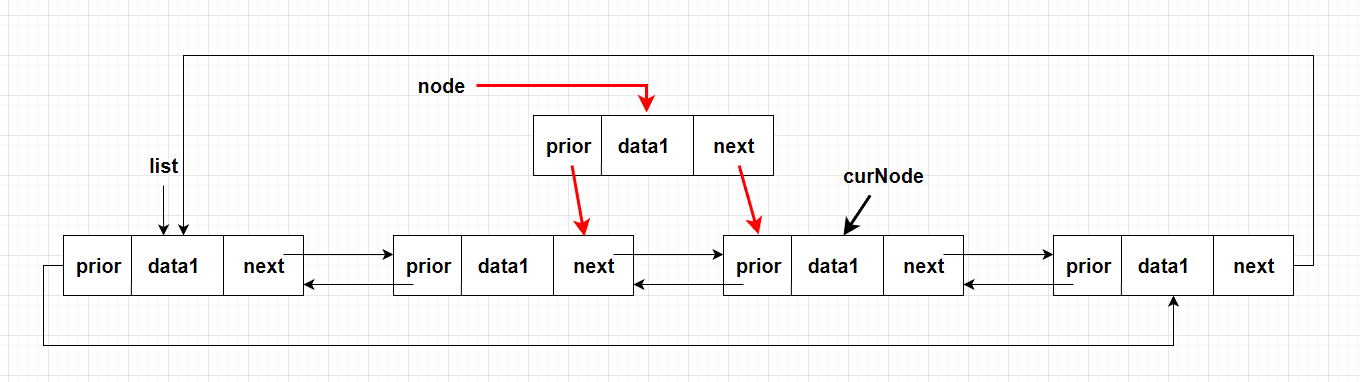 node
prior data1 next
list
curNode
prior data1 next prior data1 next prior data1 next prior data1 next